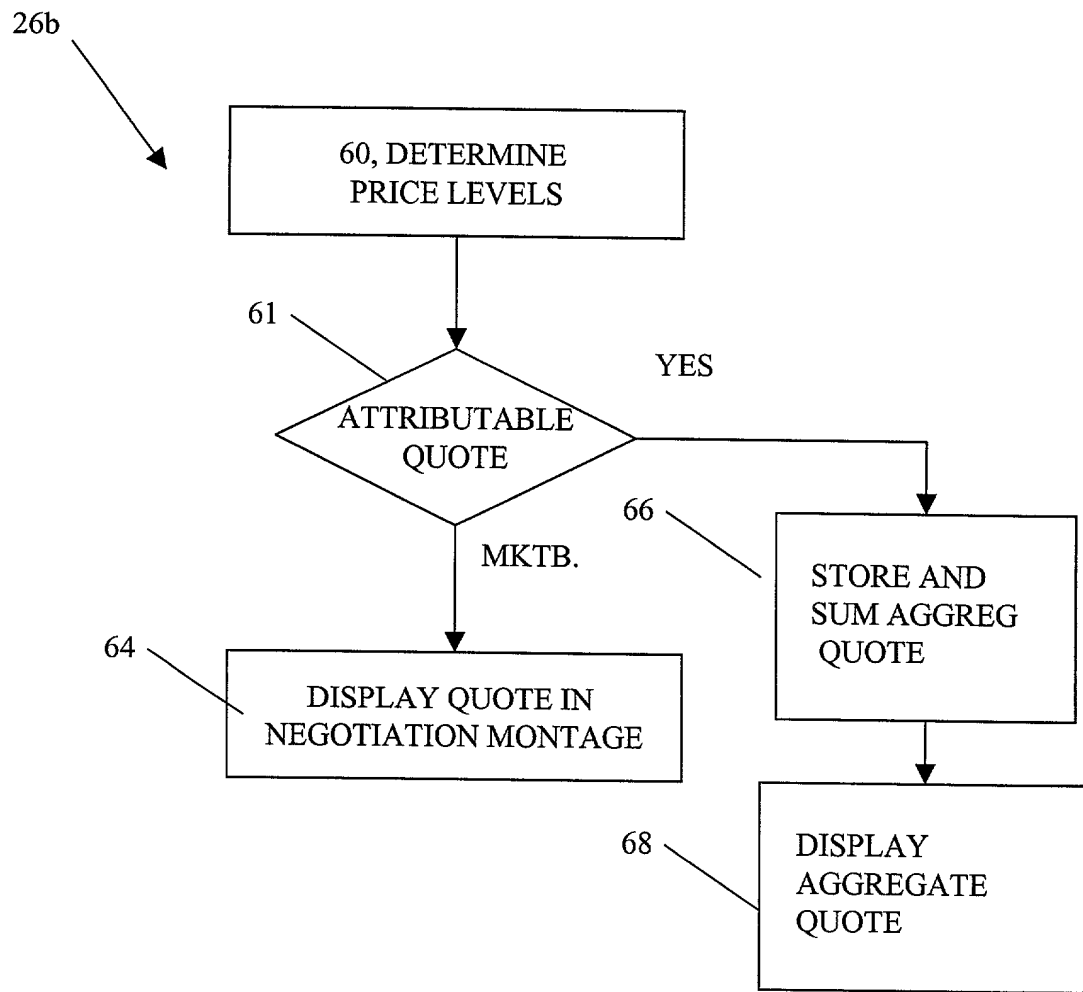 26b
60, DETERMINE
PRICE LEVELS
61
YES
ATTRIBUTABLE
QUOTE
66
MKTB.
STORE AND
SUM AGGREG
QUOTE
64
DISPLAY QUOTE IN
NEGOTIATION MONTAGE
68
DISPLAY
AGGREGATE
QUOTE